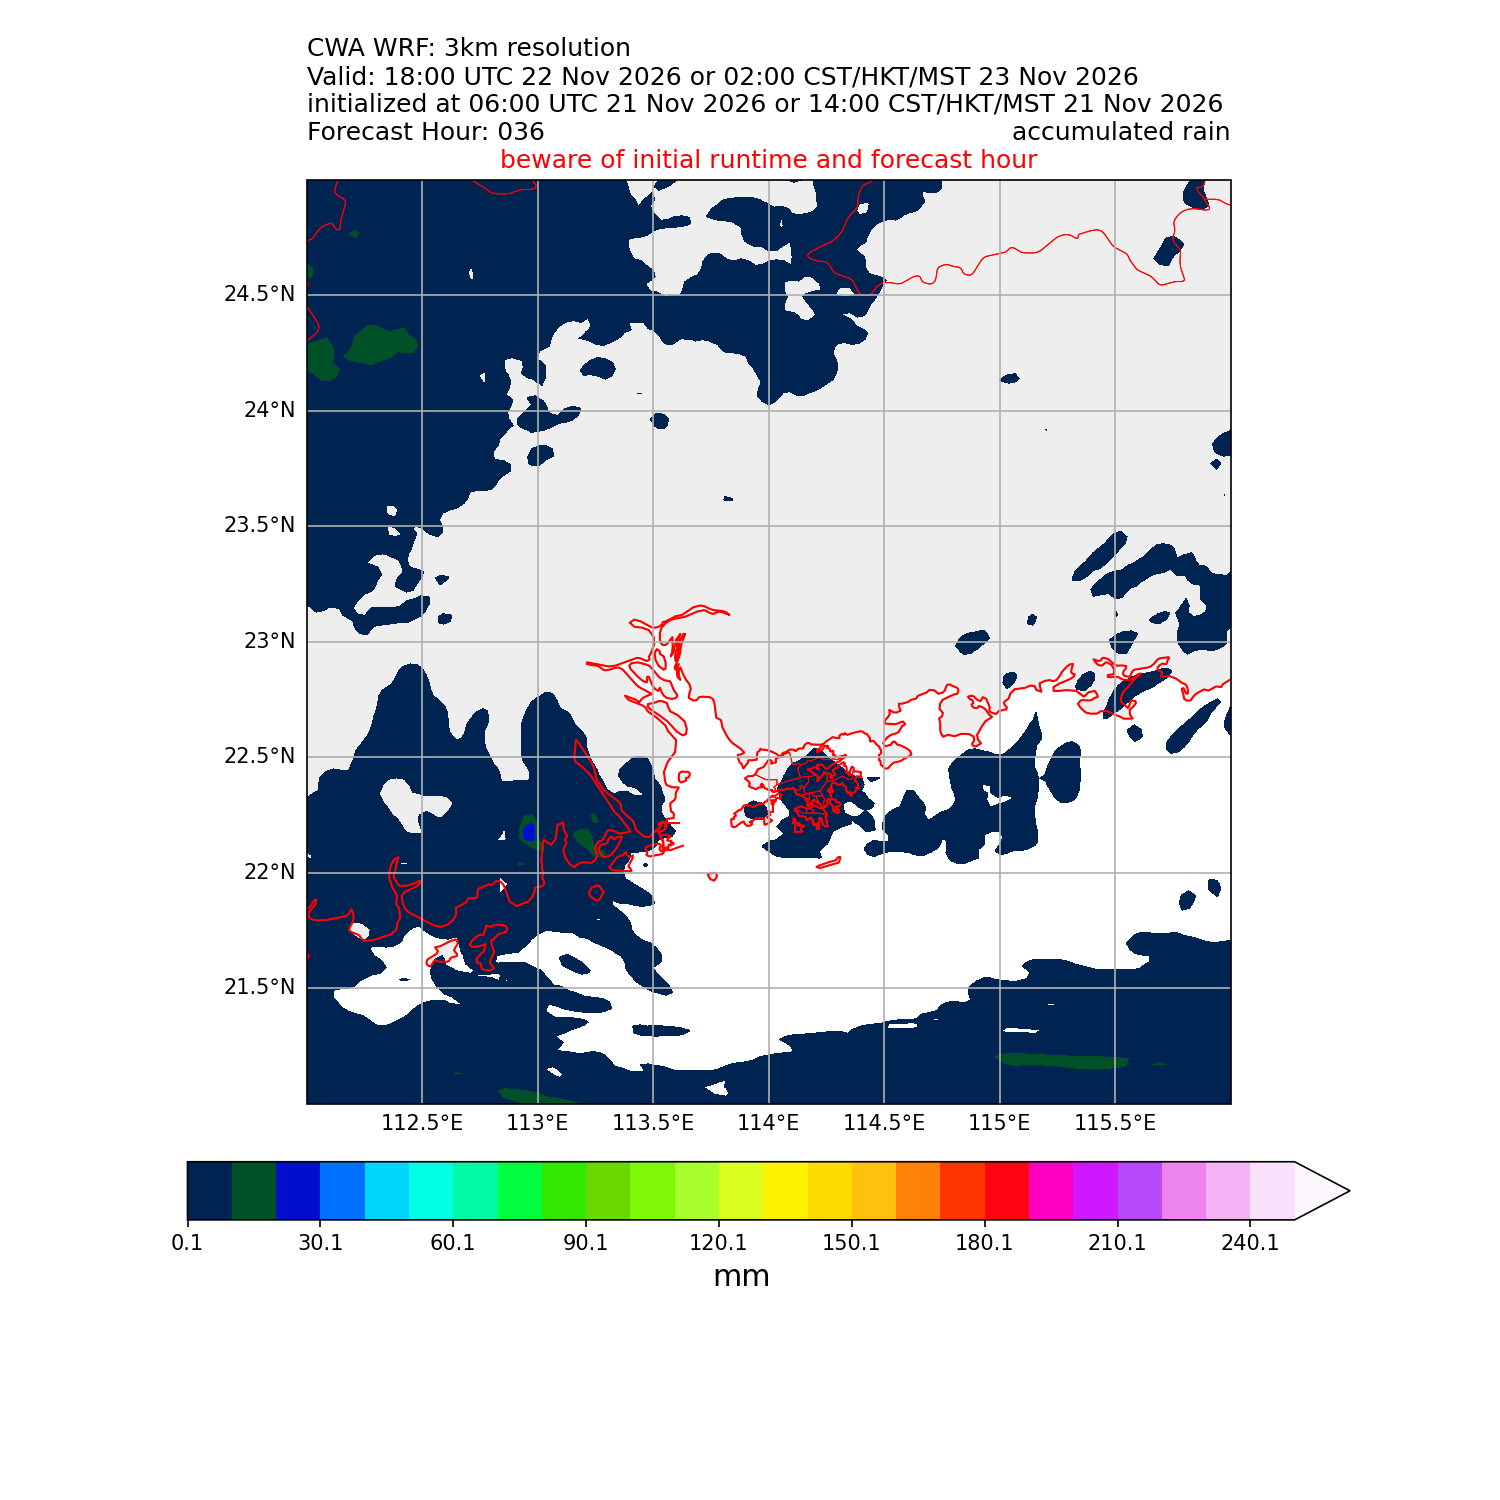 CWA WRF: 3km resolution
Valid: 18:00 UTC 22 Nov 2026 or 02:00 CST/HKT/MST 23 Nov 2026
initialized at 06:00 UTC 21 Nov 2026 or 14:00 CST/HKT/MST 21 Nov 2026
Forecast Hour: 036 accumulated rain
beware of initial runtime and forecast hour
24.5°N
24°N
23.5°N
23°N
22.5°N
22°N
21.5°N
112.5°E 113°E 113.5°E 114°E 114.5°E 115°E 115.5°E
0.1 30.1 60.1 90.1 120.1 150.1 180.1 210.1 240.1
mm